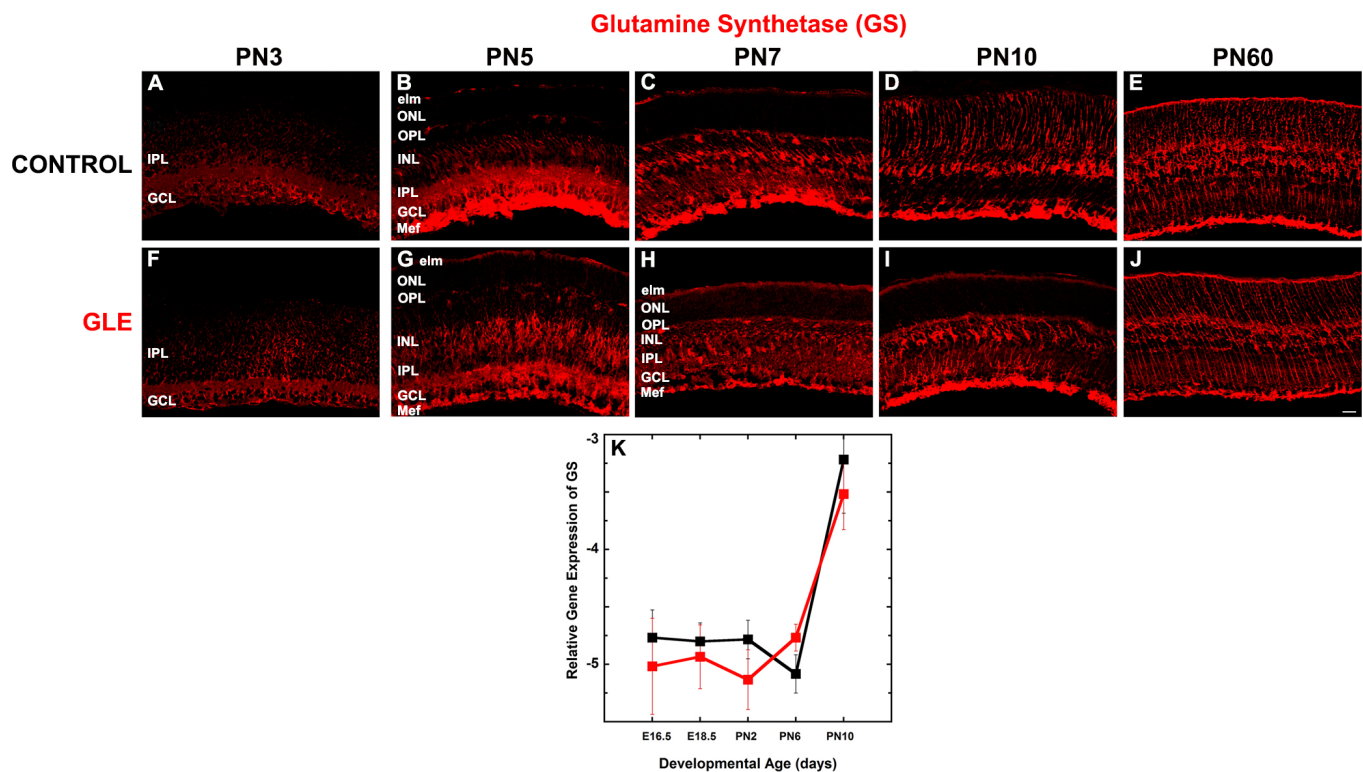 Glutamine Synthetase (GS)
PN3 PN5 PN7 PN10 PN60
CONTROL
A
IPL
GCL
B
elm
ONL
OPL
INL
IPL
GCL
Mef
C
D
E
GLE
F
IPL
GCL
G elm
ONL
OPL
INL
IPL
GCL
Mef
H
elm
ONL
OPL
INL
IPL
GCL
Mef
I
J
K
Relative Gene Expression of GS
-3
-4
-5
E16.5 E18.5 PN2 PN6 PN10
Developmental Age (days)